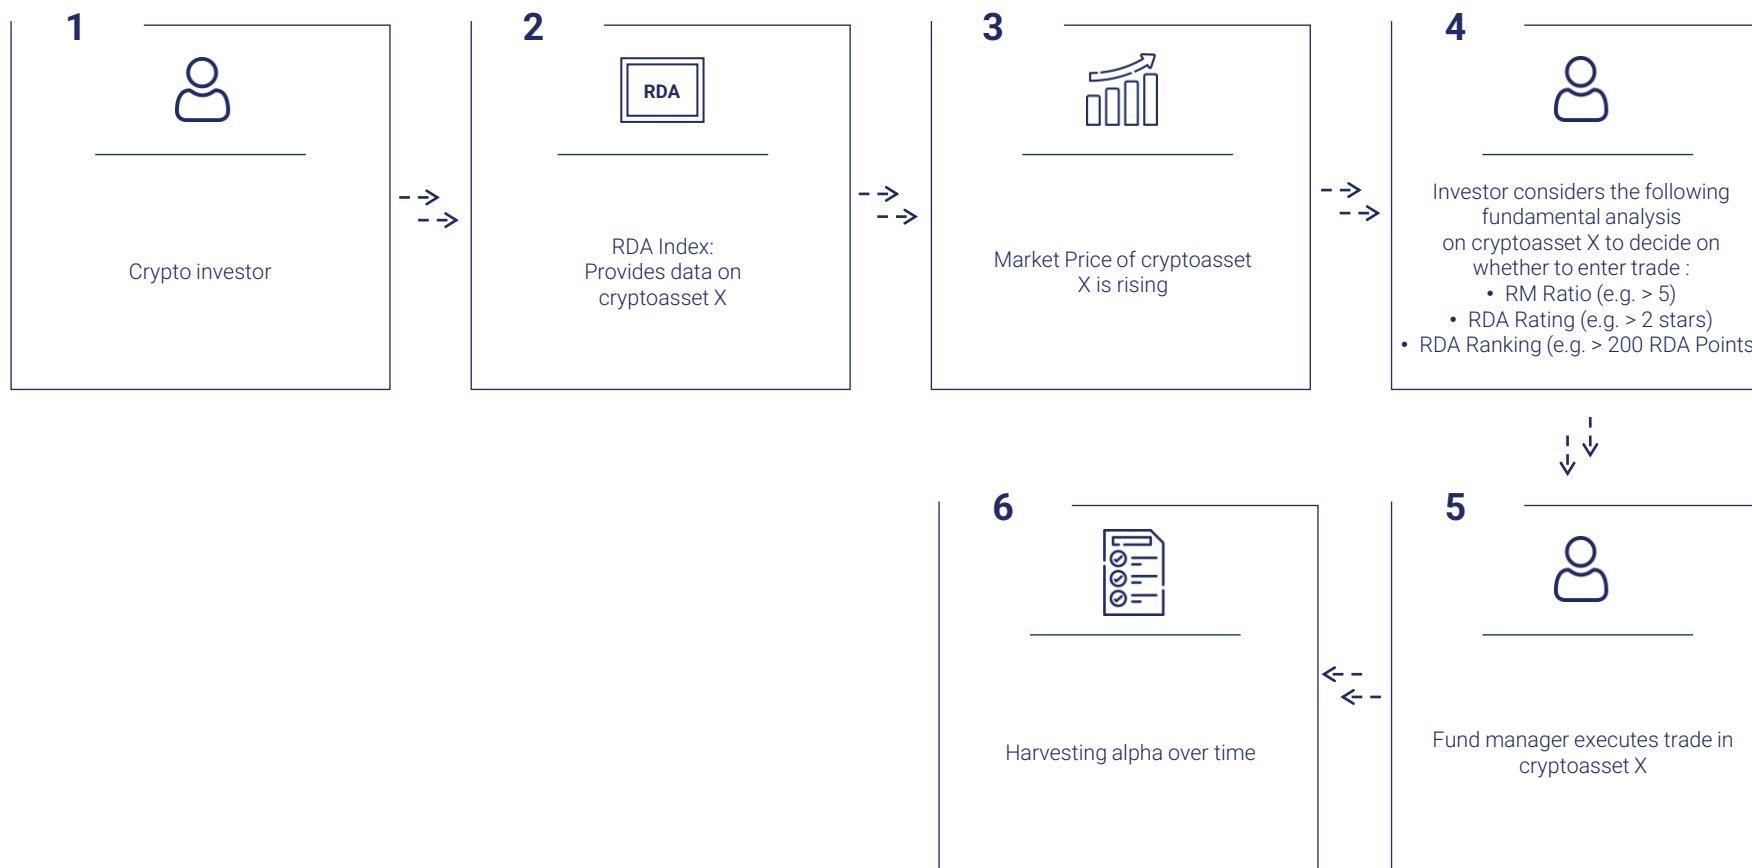 1
Crypto investor
2
RDA
RDA Index:
Provides data on
cryptoasset X
3
Market Price of cryptoasset
X is rising
4
Investor considers the following
fundamental analysis
on cryptoasset X to decide on
whether to enter trade :
• RM Ratio (e.g. > 5)
• RDA Rating (e.g. > 2 stars)
• RDA Ranking (e.g. > 200 RDA Points
5
Fund manager executes trade in
cryptoasset X
6
Harvesting alpha over time